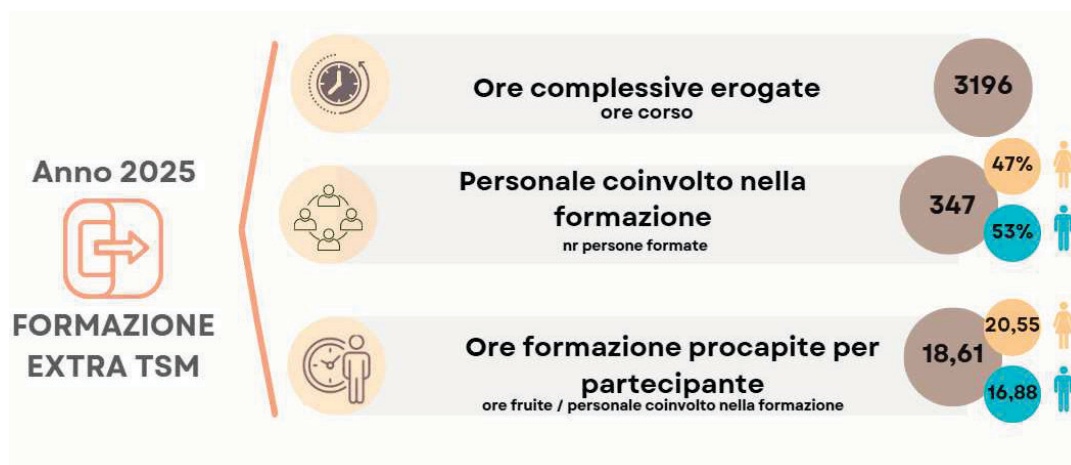 Anno 2025
FORMAZIONE
EXTRA TSM
Ore complessive erogate
ore corso
3196
Personale coinvolto nella
formazione
nr persone formate
347
47%
53%
Ore formazione procapite per
partecipante
ore fruite / personale coinvolto nella formazione
18,61
20,55
16,88